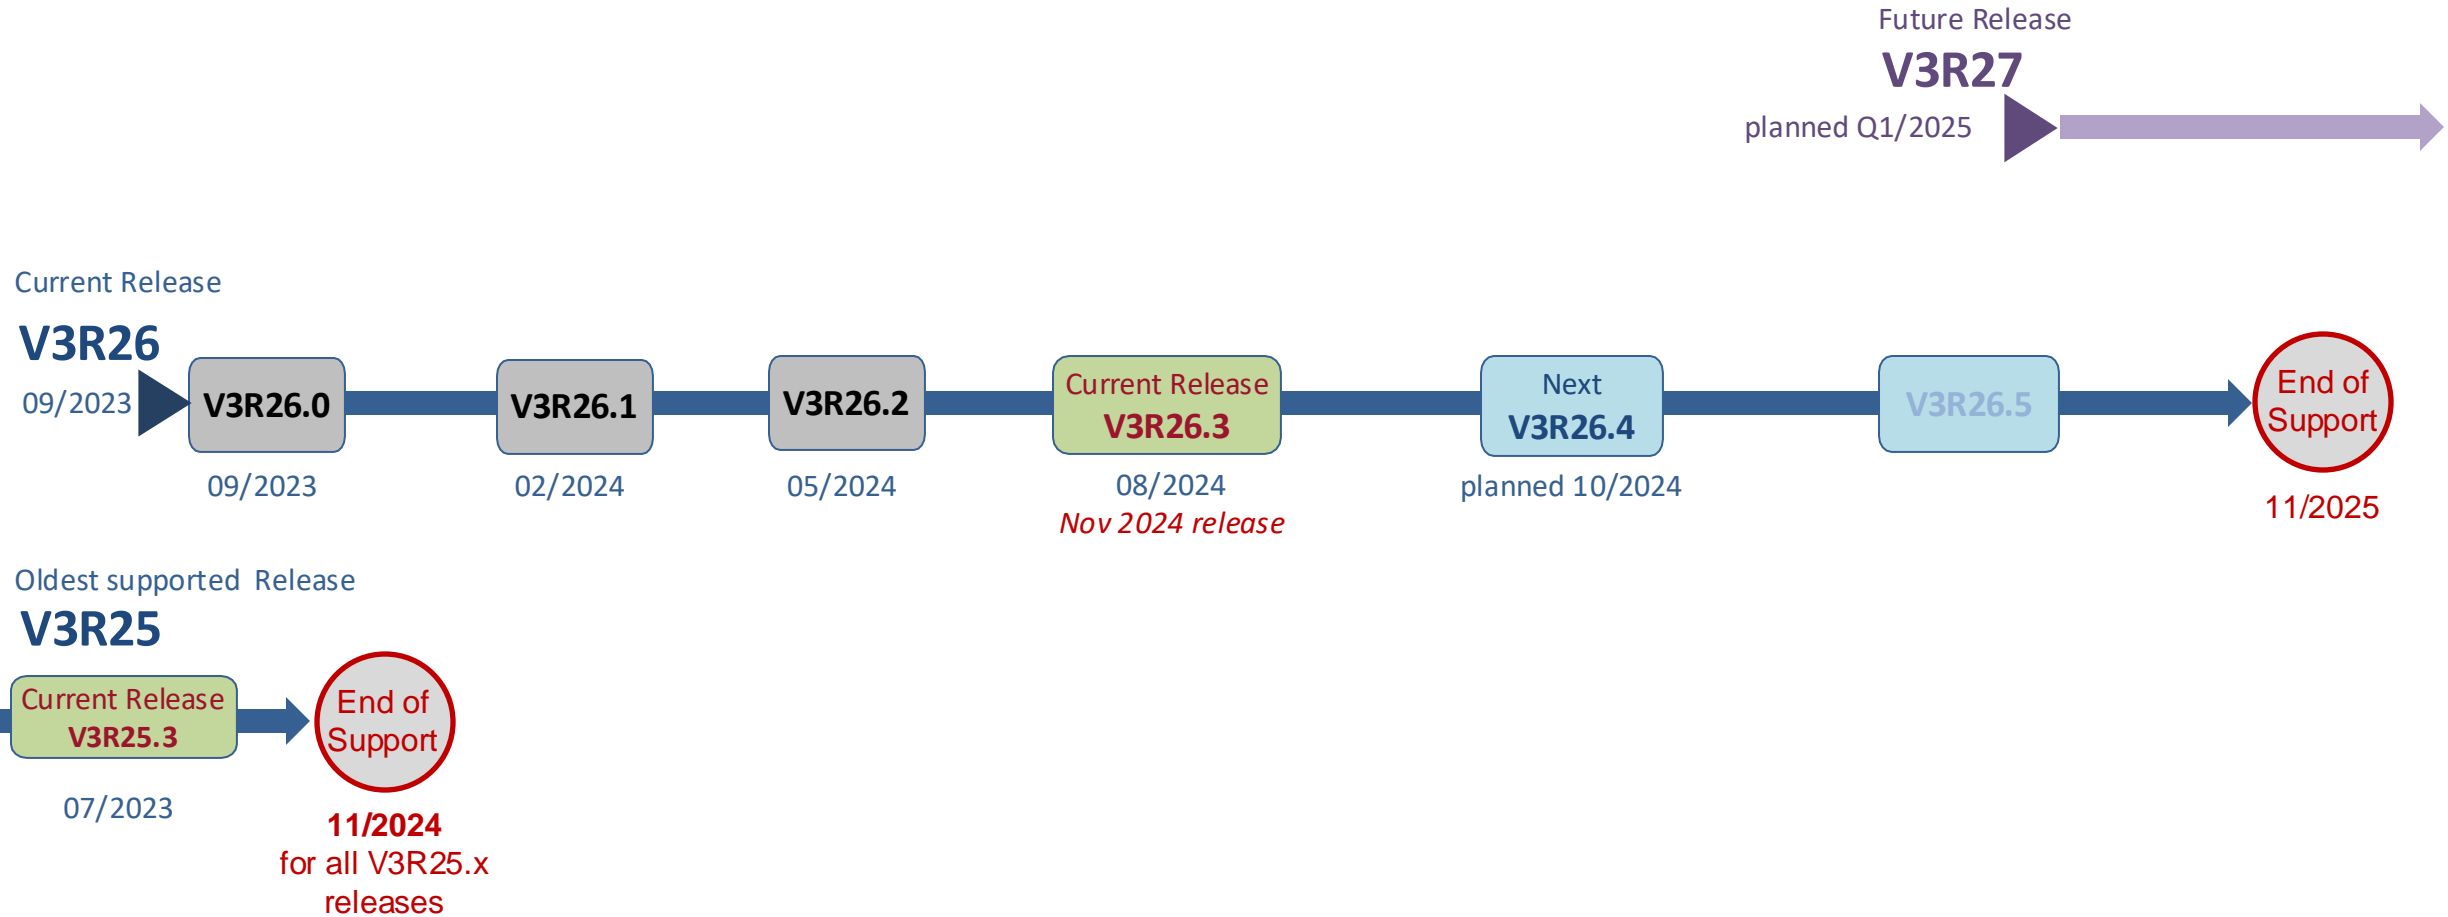 Future Release
V3R27
planned Q1/2025
Current Release
V3R26
09/2023
V3R26.0
09/2023
V3R26.1
02/2024
V3R26.2
05/2024
Current Release
V3R26.3
08/2024
Nov 2024 release
Next
V3R26.4
planned 10/2024
V3R26.5
End of
Support
11/2025
Oldest supported Release
V3R25
Current Release
V3R25.3
07/2023
End of
Support
11/2024
for all V3R25.x
releases